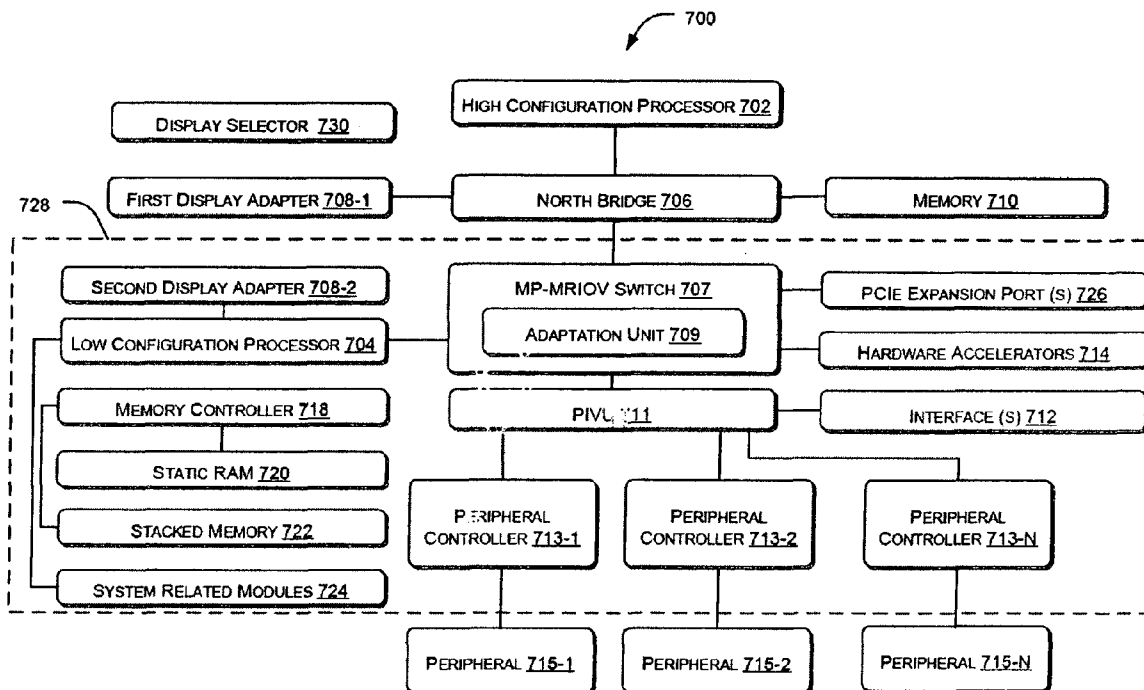 700
HIGH CONFIGURATION PROCESSOR 702
DISPLAY SELECTOR 730
FIRST DISPLAY ADAPTER 708-1
NORTH BRIDGE 706
MEMORY 710
728
SECOND DISPLAY ADAPTER 708-2
MP-MRIOV SWITCH 707
PCIE EXPANSION PORT (S) 726
ADAPTATION UNIT 709
LOW CONFIGURATION PROCESSOR 704
HARDWARE ACCELERATORS 714
MEMORY CONTROLLER 718
PIVU 711
INTERFACE (S) 712
STATIC RAM 720
STACKED MEMORY 722
PERIPHERAL
CONTROLLER 713-1
PERIPHERAL
CONTROLLER 713-2
PERIPHERAL
CONTROLLER 713-N
SYSTEM RELATED MODULES 724
PERIPHERAL 715-1
PERIPHERAL 715-2
PERIPHERAL 715-N